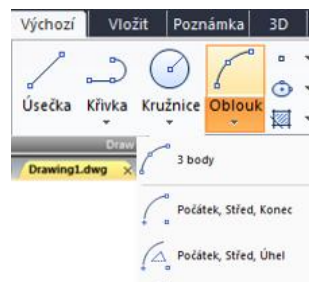 Výchozí Vložit Poznámka 3D
Úsečka Křivka Kružnice Oblouk
Draw
Drawing1.dwg
3 body
Počátek, Střed, Konec
Počátek, Střed, Úhel